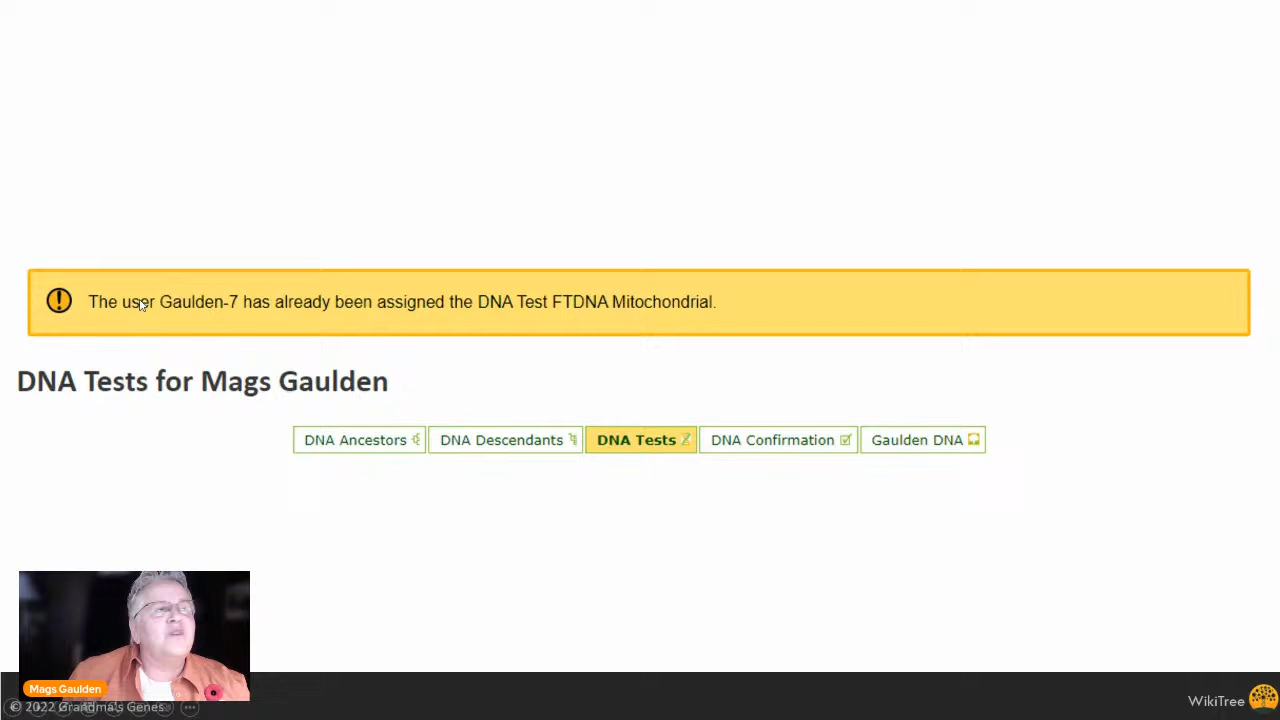 The user Gaulden-7 has already been assigned the DNA Test FTDNA Mitochondrial.
DNA Tests for Mags Gaulden
DNA Ancestors DNA Descendants DNA Tests DNA Confirmation Gaulden DNA
Mags Gaulden
© 2022 Grandma's Genes
WikiTree